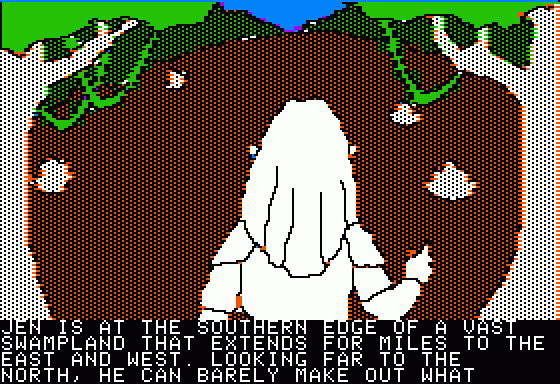 JEN IS AT THE SOUTHERN EDGE OF A VAST
SWAMPLAND THAT EXTENDS FOR MILES TO THE
EAST AND WEST. LOOKING FAR TO THE
NORTH, HE CAN BARELY MAKE OUT WHAT